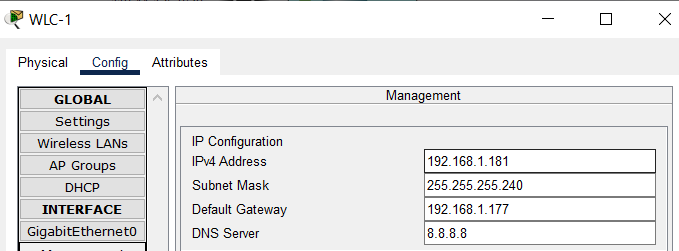 WLC-1
Physical Config Attributes
GLOBAL
Settings
Wireless LANs
AP Groups
DHCP
INTERFACE
GigabitEthernet0
Management
IP Configuration
IPv4 Address 192.168.1.181
Subnet Mask 255.255.255.240
Default Gateway 192.168.1.177
DNS Server 8.8.8.8